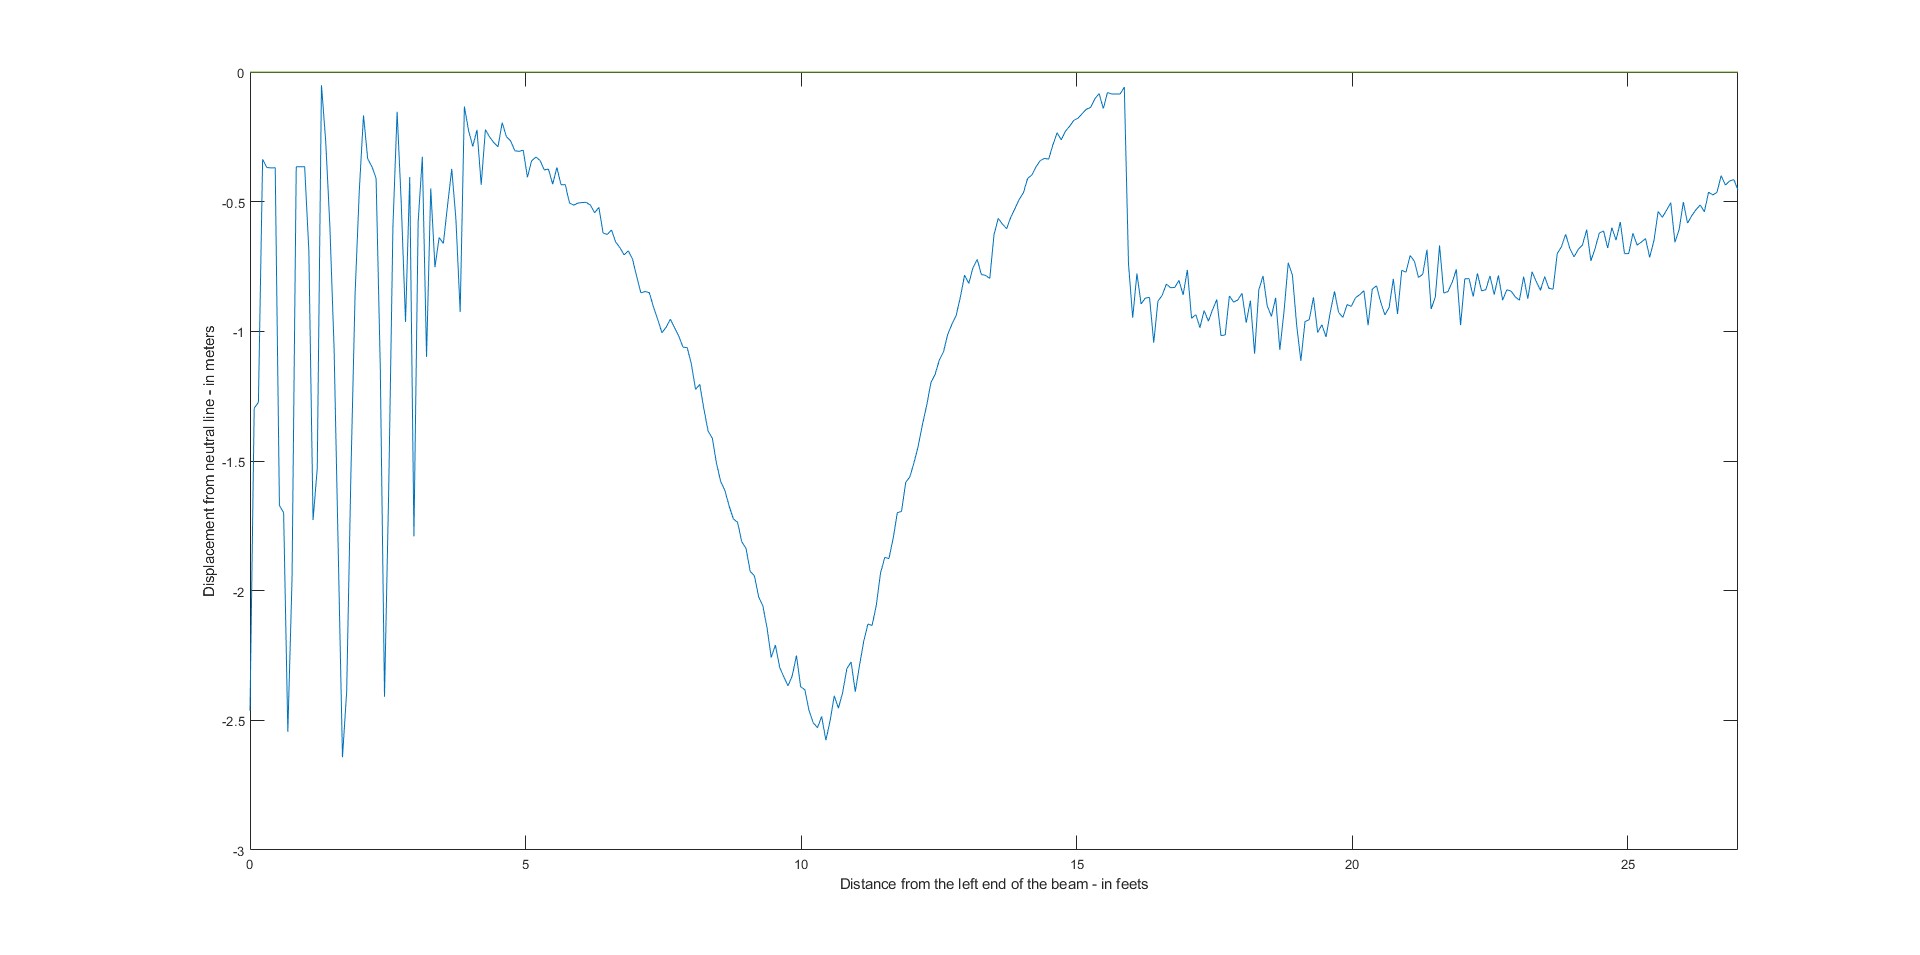 0
-0.5
-1
-1.5
-2
-2.5
-3
Displacement from neutral line - in meters
0 5 10 15 20 25
Distance from the left end of the beam - in feets